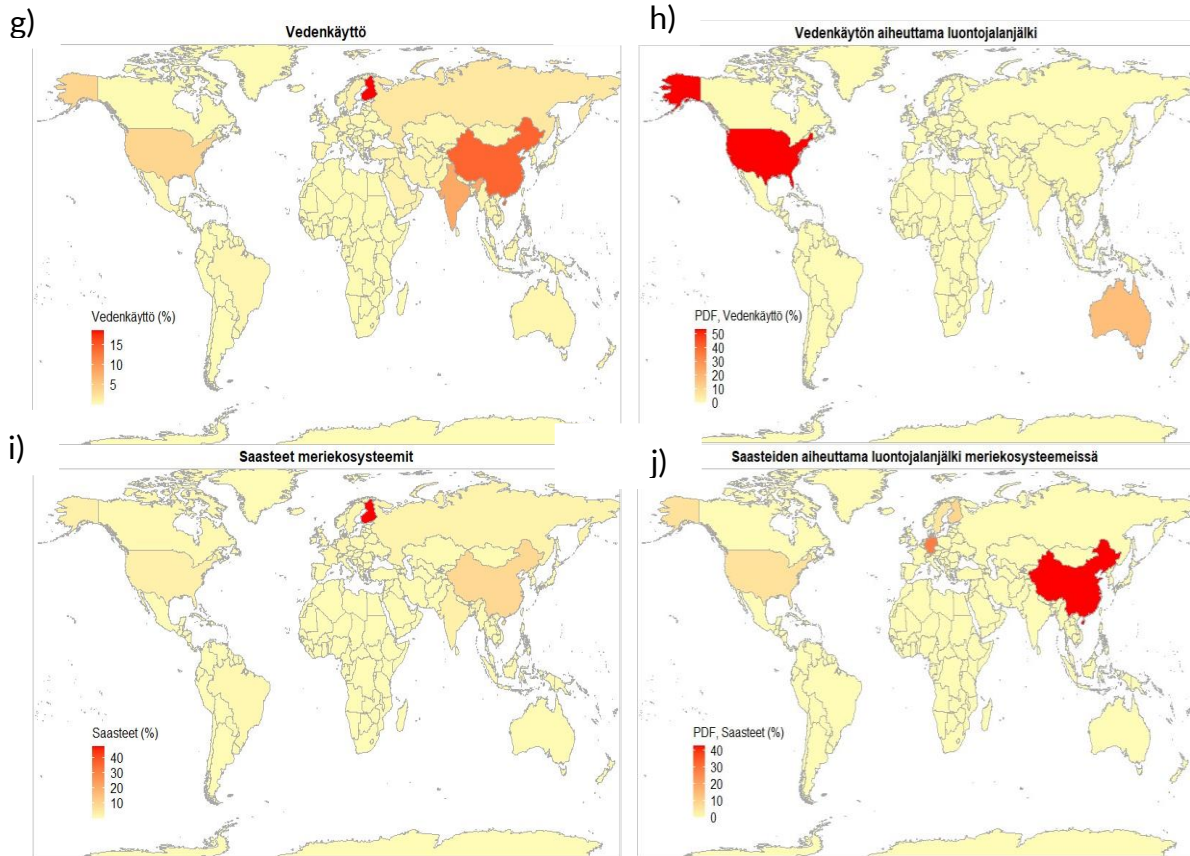 g)
Vedenkäyttö
Vedenkäyttö (%)
15
10
5
h)
Vedenkäytön aiheuttama luontojalanjälki
PDF, Vedenkäyttö (%)
50
40
30
20
10
0
i)
Saasteet meriekosysteemit
Saasteet (%)
40
30
20
10
j)
Saasteiden aiheuttama luontojalanjälki meriekosysteemeissä
PDF, Saasteet (%)
40
30
20
10
0